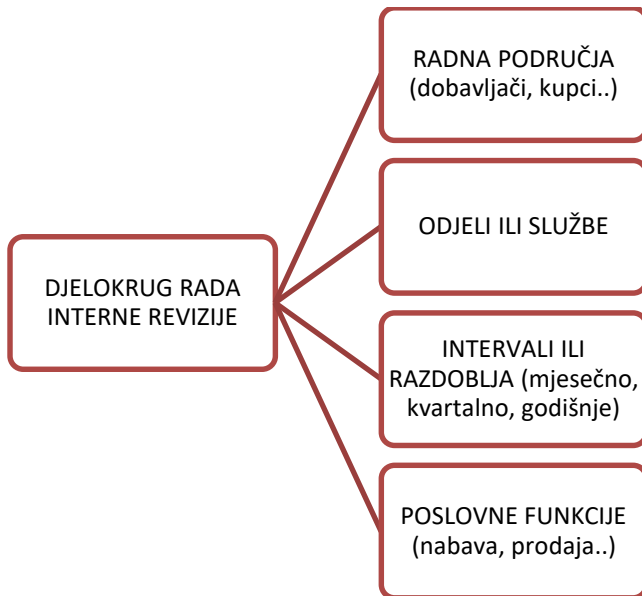 RADNA PODRUČJA
(dobavljači, kupci..)
ODJELI ILI SLUŽBE
DJELOKRUG RADA
INTERNE REVIZIJE
INTERVALI ILI
RAZDOBLJA (mjesečno,
kvartalno, godišnje)
POSLOVNE FUNKCIJE
(nabava, prodaja..)